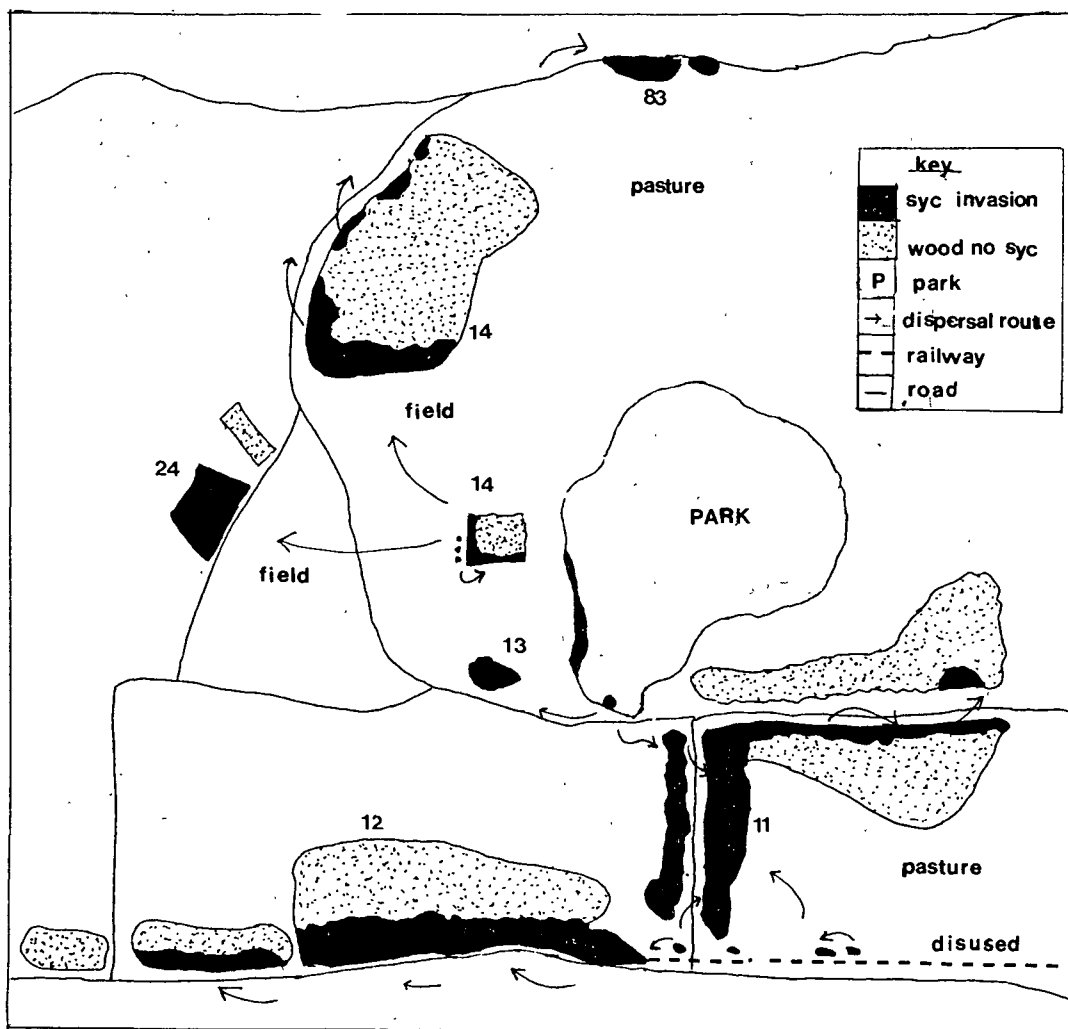 83
pasture
key
syc invasion
wood no syc
P park
→ dispersal route
railway
road
14
field
24
14
PARK
field
13
12
11
pasture
disused